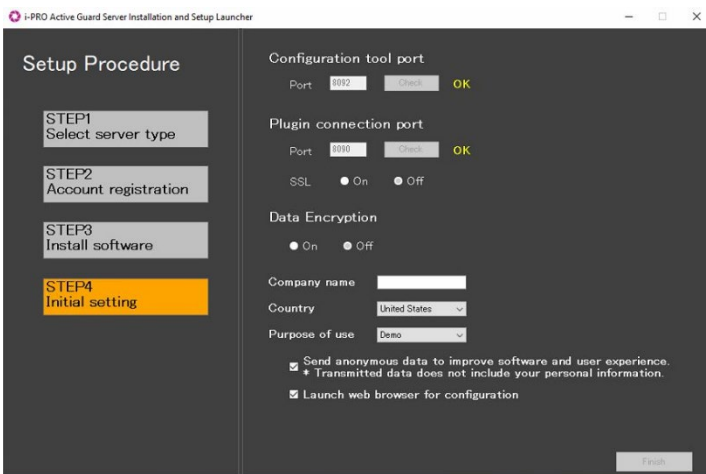 i-PRO Active Guard Server Installation and Setup Launcher
Setup Procedure
STEP1
Select server type
STEP2
Account registration
STEP3
Install software
STEP4
Initial setting
Configuration tool port
Port 8092 Check OK
Plugin connection port
Port 8090 Check OK
SSL On Off
Data Encryption
On Off
Company name
Country United States
Purpose of use Demo
Send anonymous data to improve software and user experience.
* Transmitted data does not include your personal information.
Launch web browser for configuration
Finish